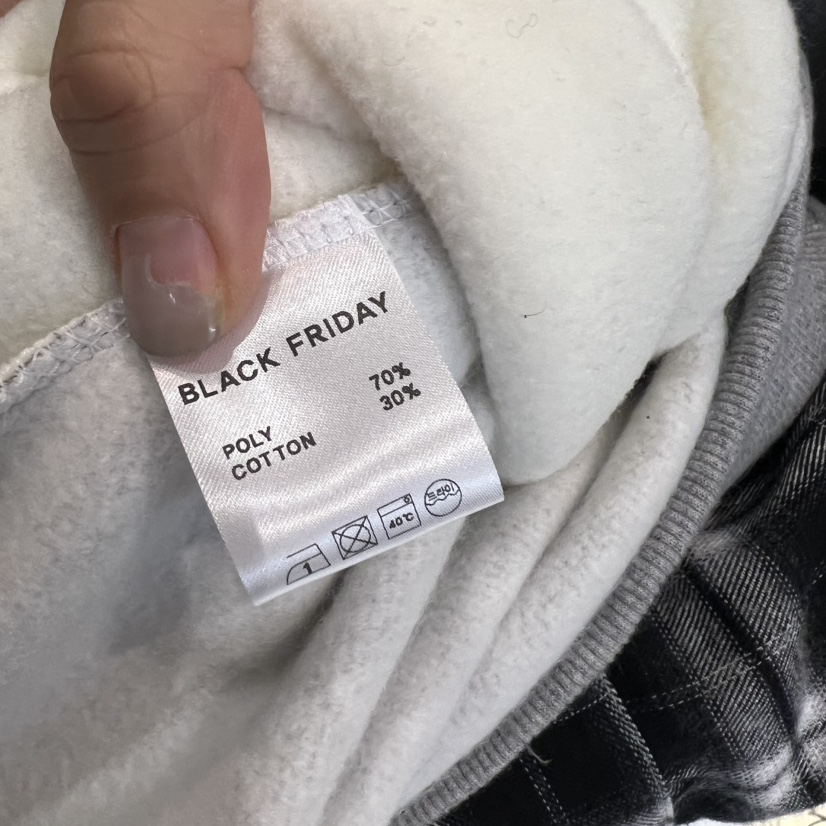 BLACK FRIDAY
POLY 70%
COTTON 30%
1 40℃ 드라이